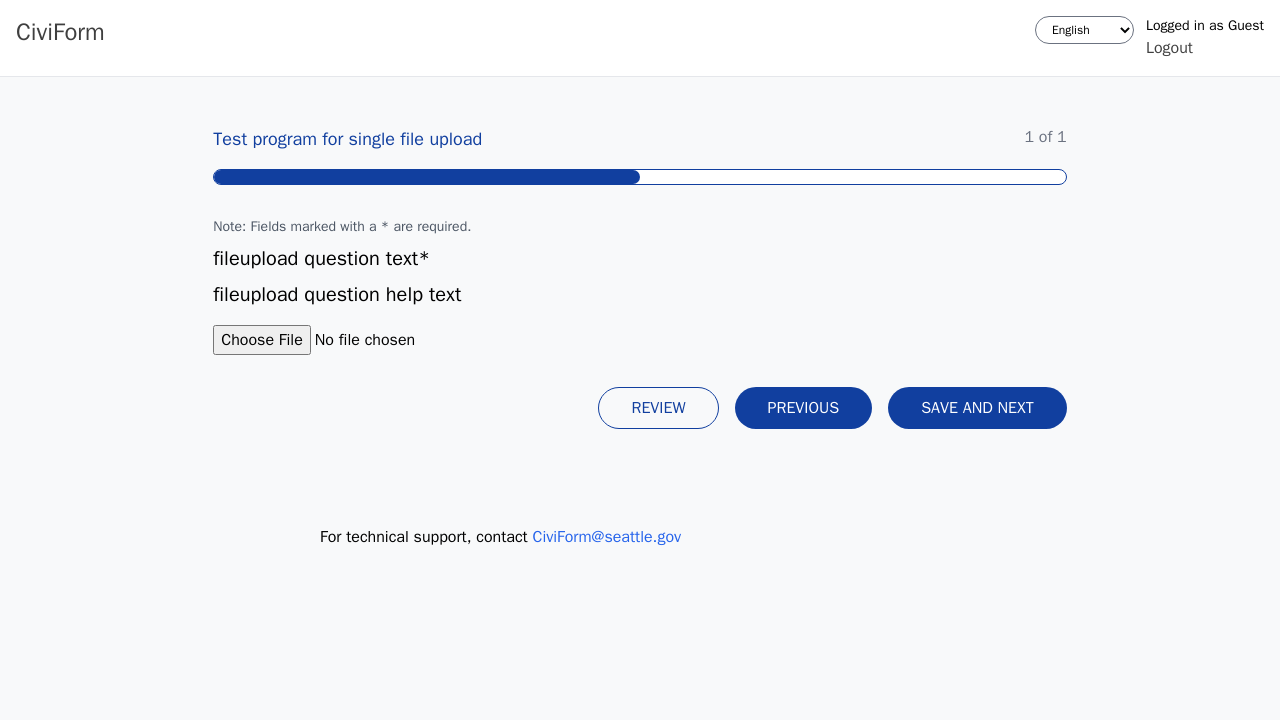 CiviForm
English
Logged in as Guest
Logout
Test program for single file upload
1 of 1
Note: Fields marked with a * are required.
fileupload question text*
fileupload question help text
Choose File No file chosen
REVIEW
PREVIOUS
SAVE AND NEXT
For technical support, contact CiviForm@seattle.gov